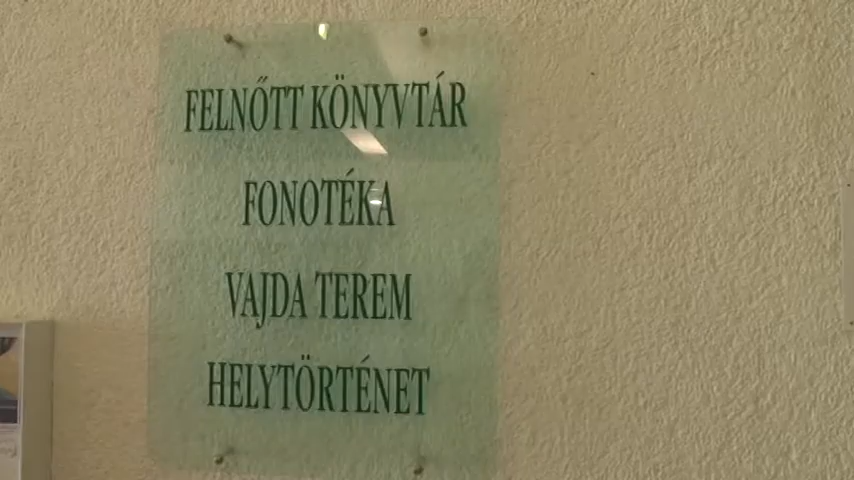 FELNŐTT KÖNYVTÁR
FONOTÉKA
VAJDA TEREM
HELYTÖRTÉNET